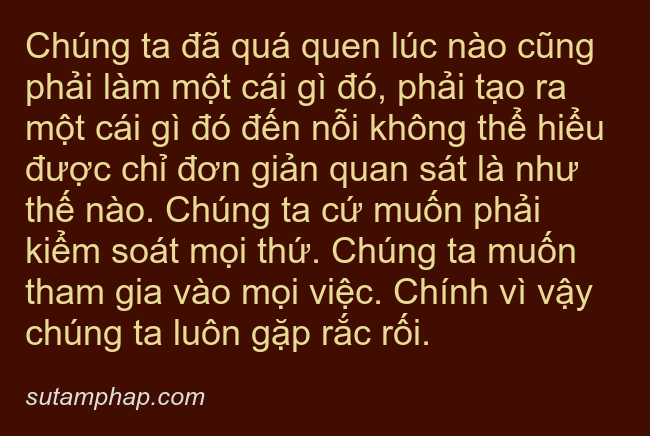 Chúng ta đã quá quen lúc nào cũng
phải làm một cái gì đó, phải tạo ra
một cái gì đó đến nỗi không thể hiểu
được chỉ đơn giản quan sát là như
thế nào. Chúng ta cứ muốn phải
kiểm soát mọi thứ. Chúng ta muốn
tham gia vào mọi việc. Chính vì vậy
chúng ta luôn gặp rắc rối.
sutamphap.com